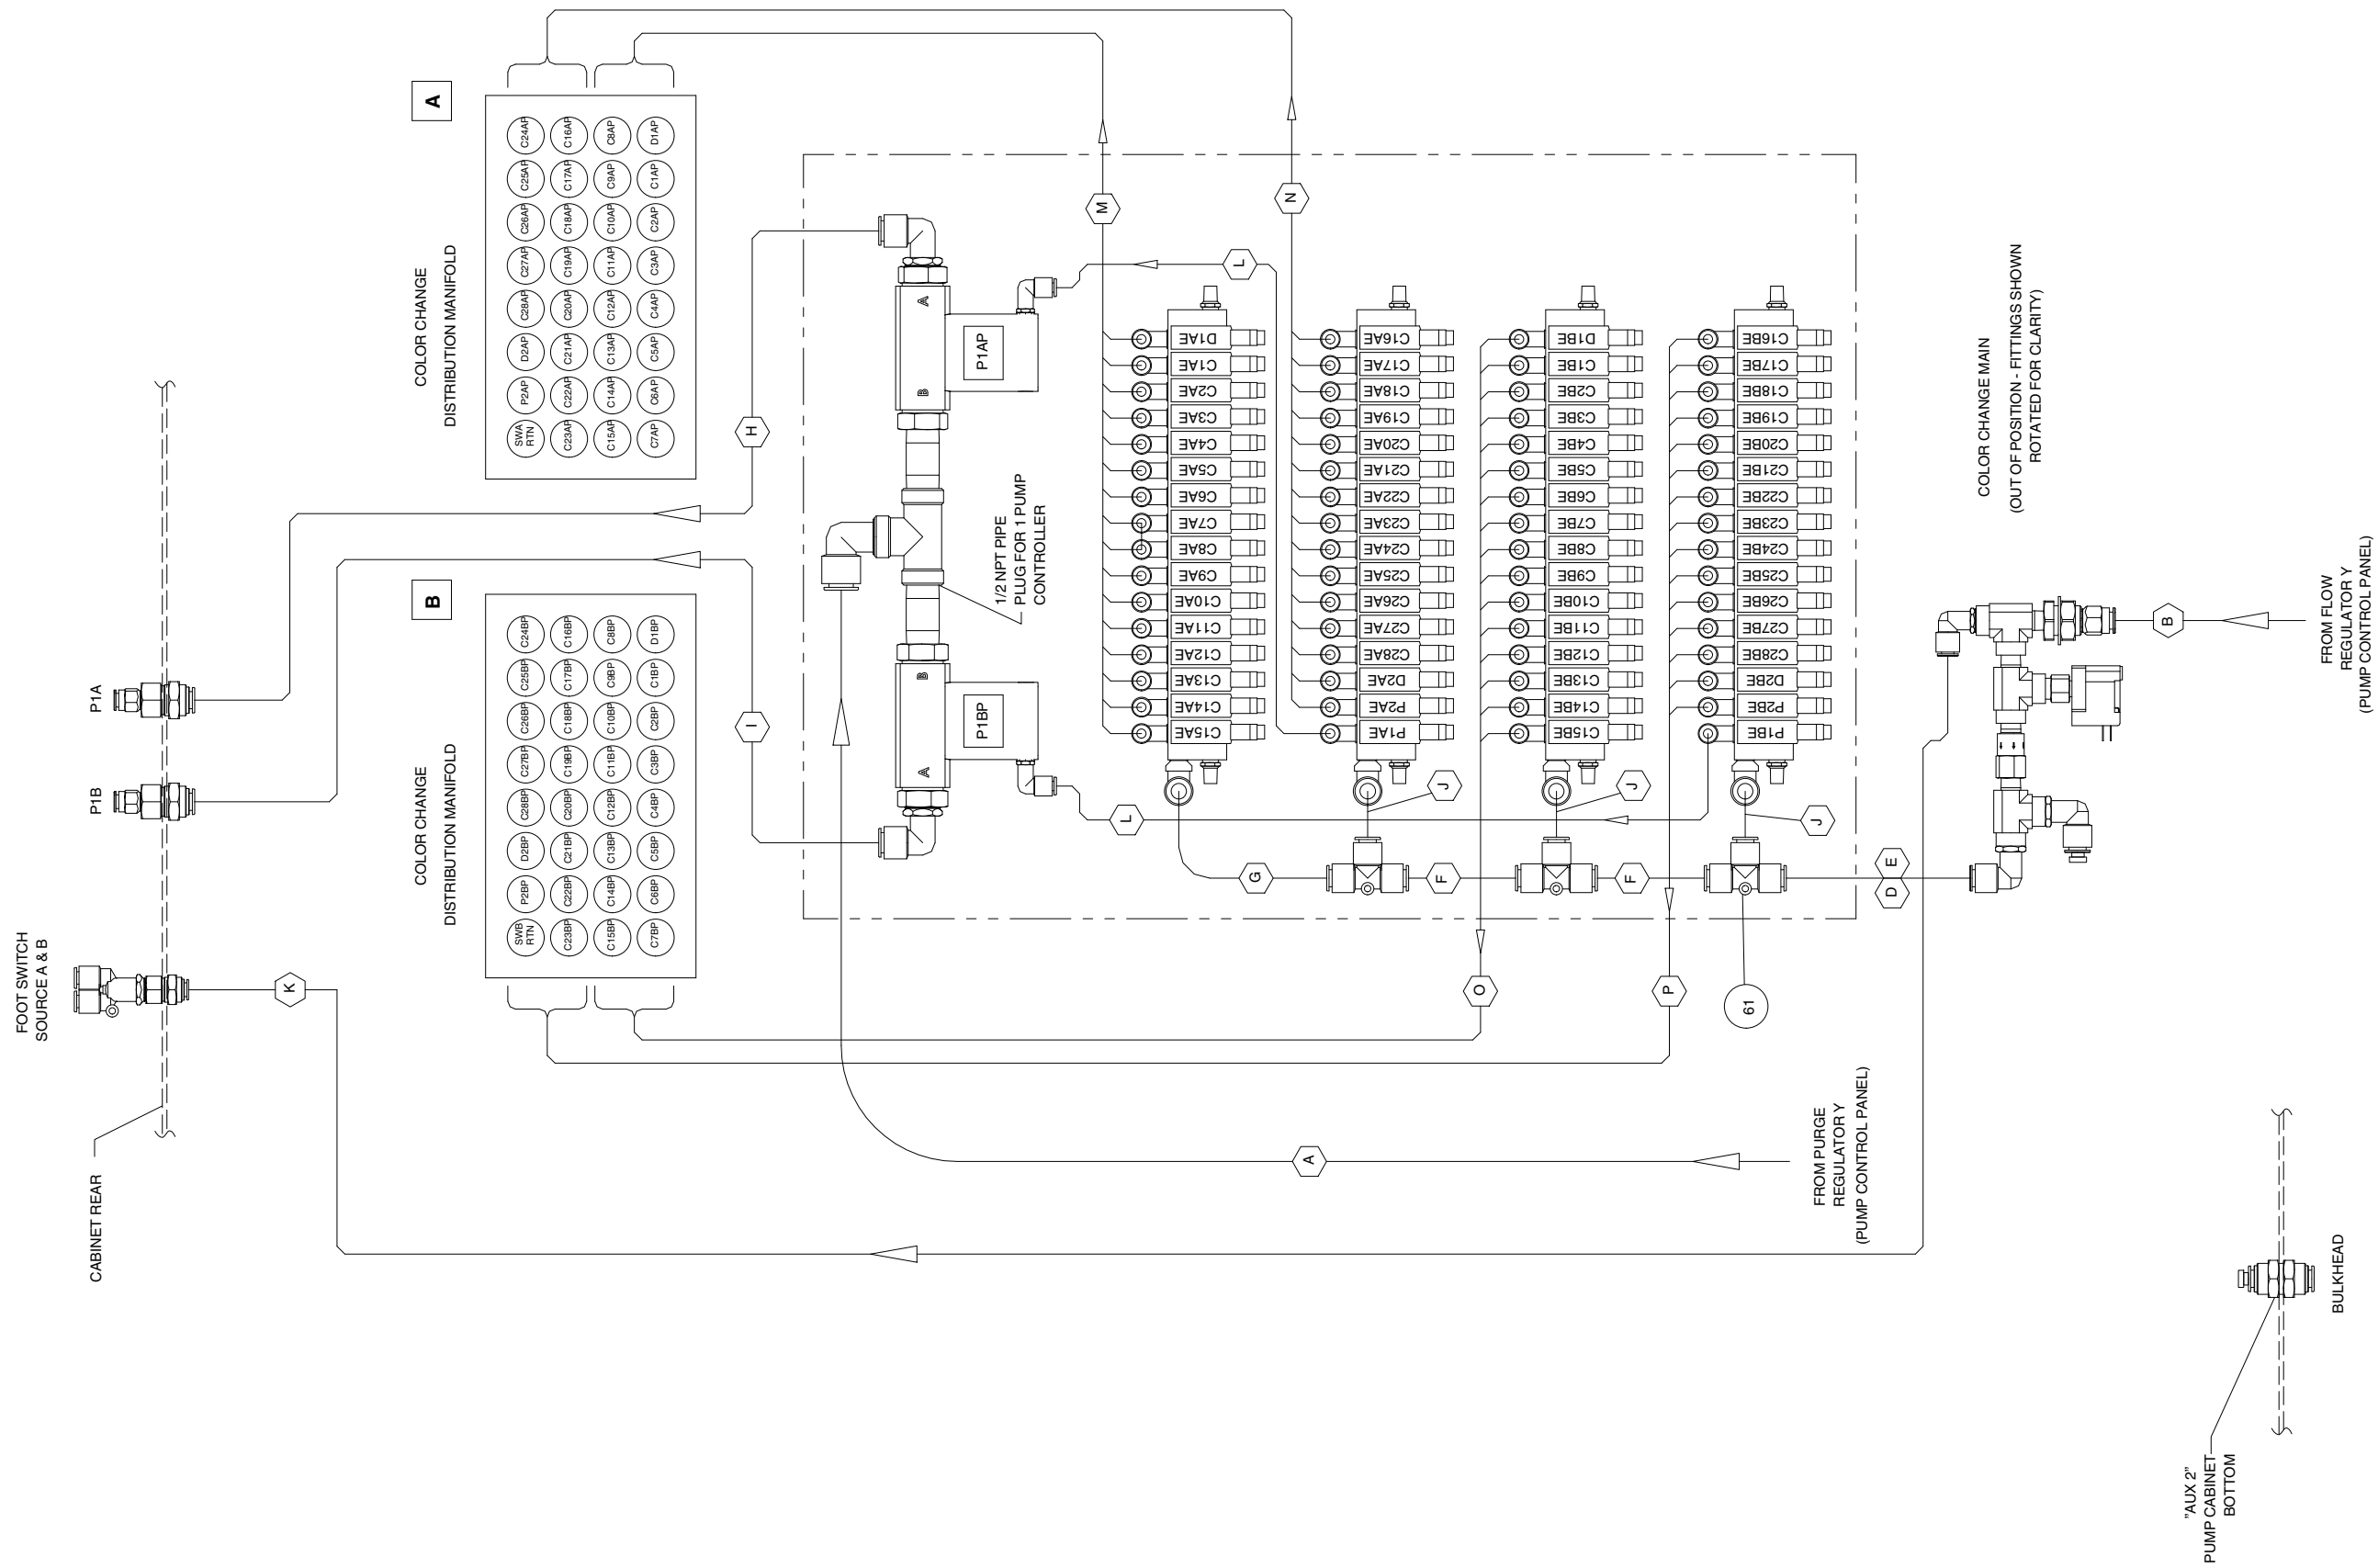 FOOT SWITCH
SOURCE A & B
CABINET REAR
K
P1B
P1A
B
COLOR CHANGE
DISTRIBUTION MANIFOLD
SWB
RTN
P2BP
D2BP
C28BP
C27BP
C26BP
C25BP
C24BP
C23BP
C22BP
C21BP
C20BP
C19BP
C18BP
C17BP
C16BP
C15BP
C14BP
C13BP
C12BP
C11BP
C10BP
C9BP
C8BP
C7BP
C6BP
C5BP
C4BP
C3BP
C2BP
C1BP
D1BP
A
COLOR CHANGE
DISTRIBUTION MANIFOLD
SWA
RTN
P2AP
D2AP
C28AP
C27AP
C26AP
C25AP
C24AP
C23AP
C22AP
C21AP
C20AP
C19AP
C18AP
C17AP
C16AP
C15AP
C14AP
C13AP
C12AP
C11AP
C10AP
C9AP
C8AP
C7AP
C6AP
C5AP
C4AP
C3AP
C2AP
C1AP
D1AP
I
H
A
B
B
A
P1BP
P1AP
1/2 NPT PIPE
PLUG FOR 1 PUMP
CONTROLLER
L
L
M
N
C15AE
C14AE
C13AE
C12AE
C11AE
C10AE
C9AE
C8AE
C7AE
C6AE
C5AE
C4AE
C3AE
C2AE
C1AE
D1AE
G
J
P1AE
P2AE
D2AE
C28AE
C27AE
C26AE
C25AE
C24AE
C23AE
C22AE
C21AE
C20AE
C19AE
C18AE
C17AE
C16AE
A
F
O
J
C15BE
C14BE
C13BE
C12BE
C11BE
C10BE
C9BE
C8BE
C7BE
C6BE
C5BE
C4BE
C3BE
C2BE
C1BE
D1BE
F
P
61
J
P1BE
P2BE
D2BE
C28BE
C27BE
C26BE
C25BE
C24BE
C23BE
C22BE
C21BE
C20BE
C19BE
C18BE
C17BE
C16BE
D
E
FROM PURGE
REGULATOR Y
(PUMP CONTROL PANEL)
COLOR CHANGE MAIN
(OUT OF POSITION - FITTINGS SHOWN
ROTATED FOR CLARITY)
B
FROM FLOW
REGULATOR Y
(PUMP CONTROL PANEL)
"AUX 2"
PUMP CABINET
BOTTOM
BULKHEAD